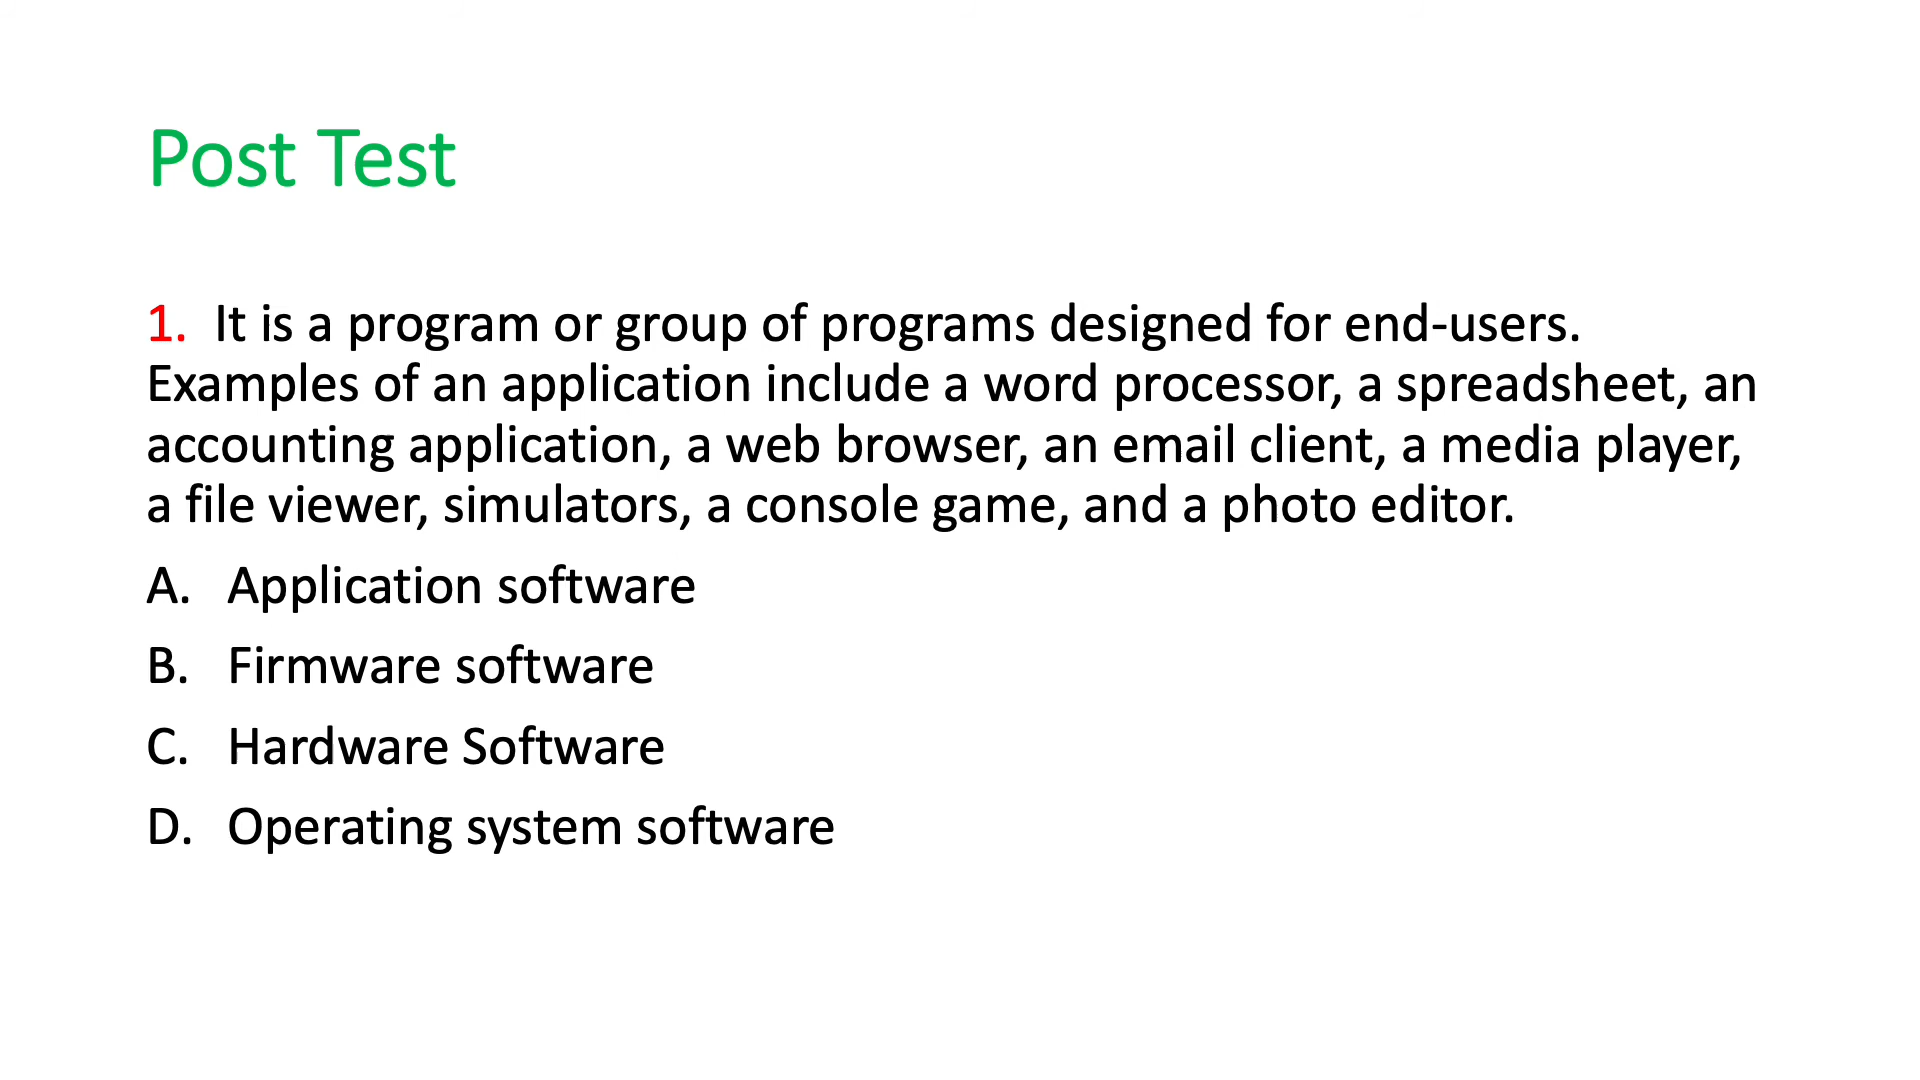 Post Test
1. It is a program or group of programs designed for end-users.
Examples of an application include a word processor, a spreadsheet, an
accounting application, a web browser, an email client, a media player,
a file viewer, simulators, a console game, and a photo editor.
A. Application software
B. Firmware software
C. Hardware Software
D. Operating system software